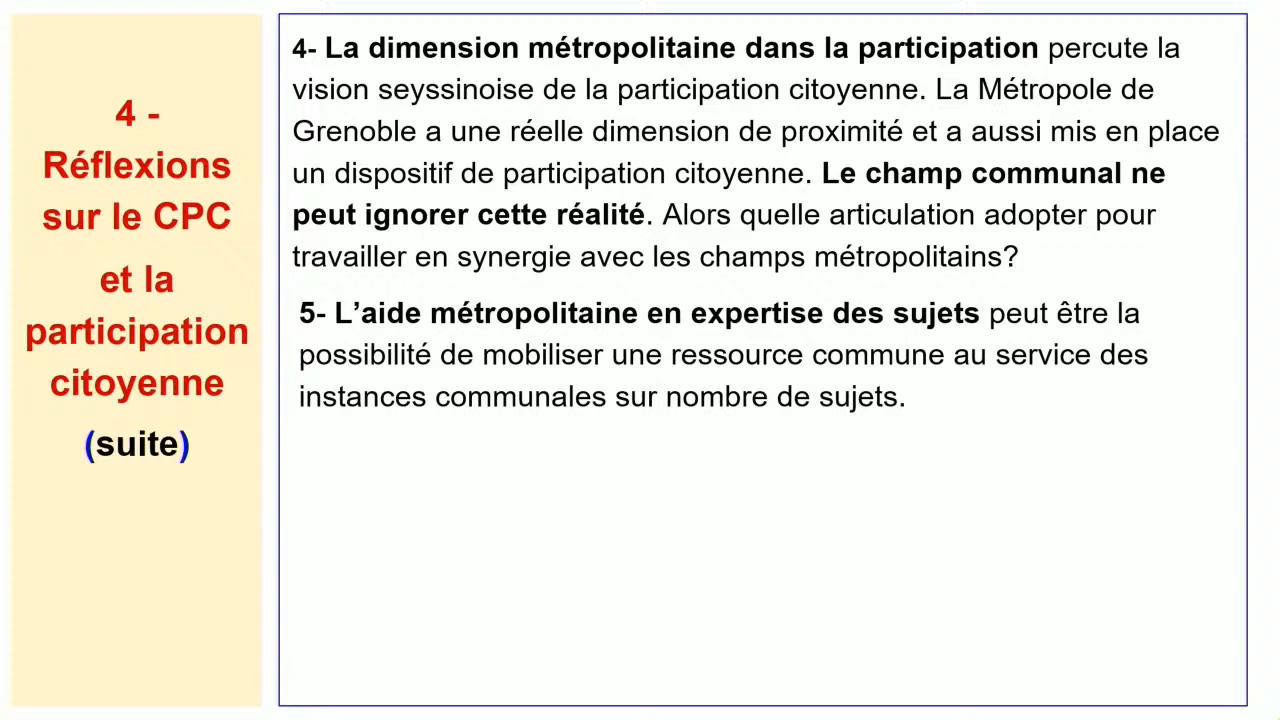 4 -
Réflexions
sur le CPC
et la
participation
citoyenne
(suite)
4- La dimension métropolitaine dans la participation percute la
vision seyssinoise de la participation citoyenne. La Métropole de
Grenoble a une réelle dimension de proximité et a aussi mis en place
un dispositif de participation citoyenne. Le champ communal ne
peut ignorer cette réalité. Alors quelle articulation adopter pour
travailler en synergie avec les champs métropolitains?
5- L’aide métropolitaine en expertise des sujets peut être la
possibilité de mobiliser une ressource commune au service des
instances communales sur nombre de sujets.